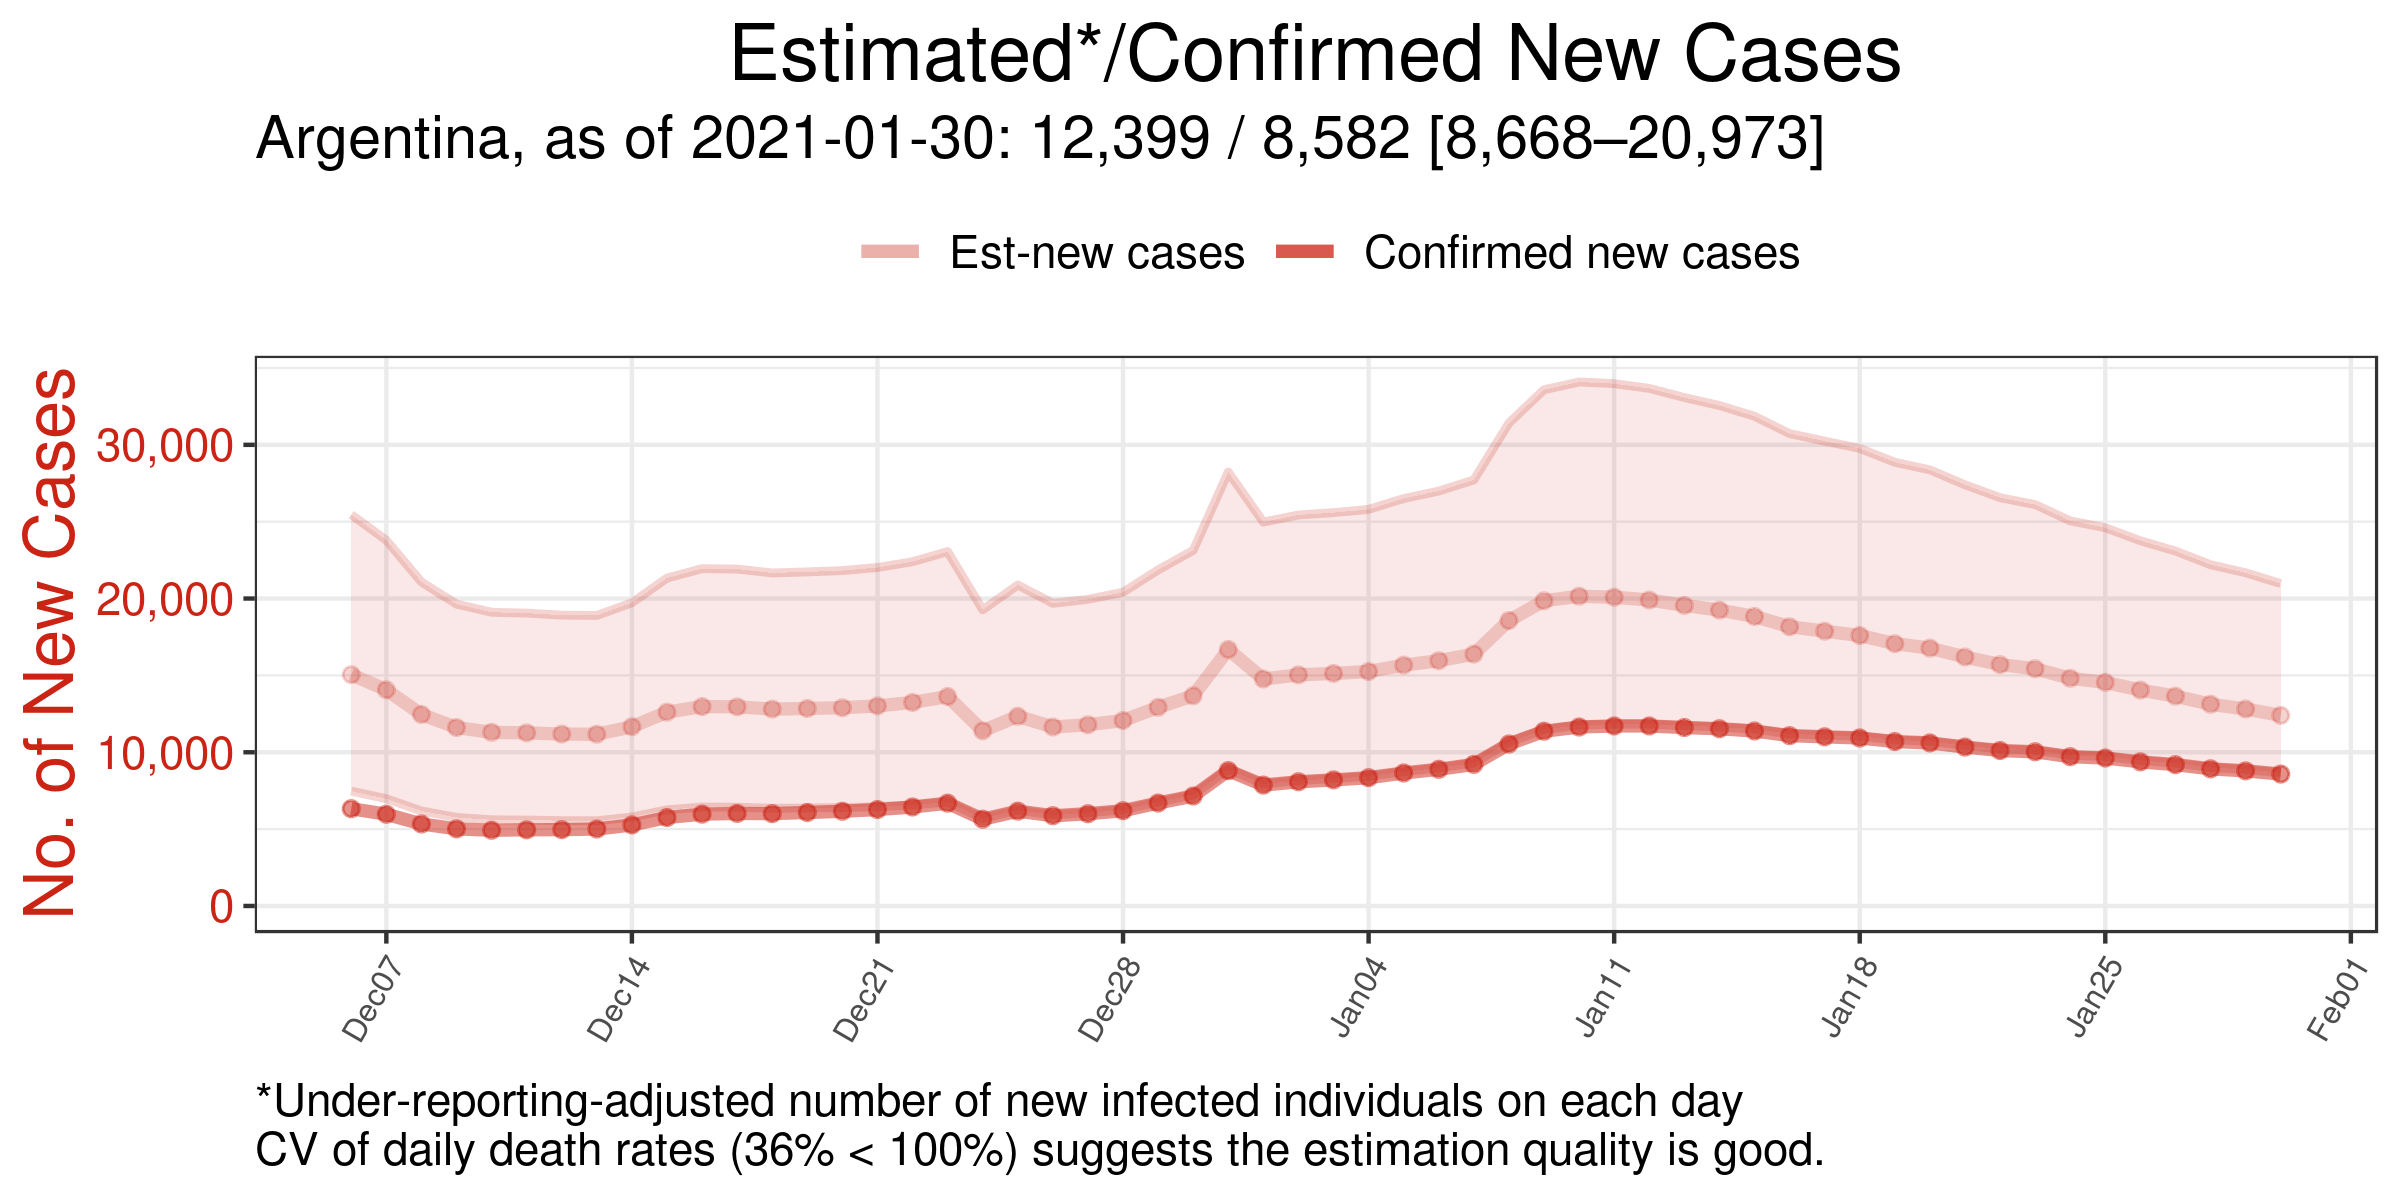 Estimated*/Confirmed New Cases
Argentina, as of 2021-01-30: 12,399 / 8,582 [8,668–20,973]
Est-new cases
Confirmed new cases
No. of New Cases
30,000
20,000
10,000
0
Dec07
Dec14
Dec21
Dec28
Jan04
Jan11
Jan18
Jan25
Feb01
*Under-reporting-adjusted number of new infected individuals on each day
CV of daily death rates (36% < 100%) suggests the estimation quality is good.